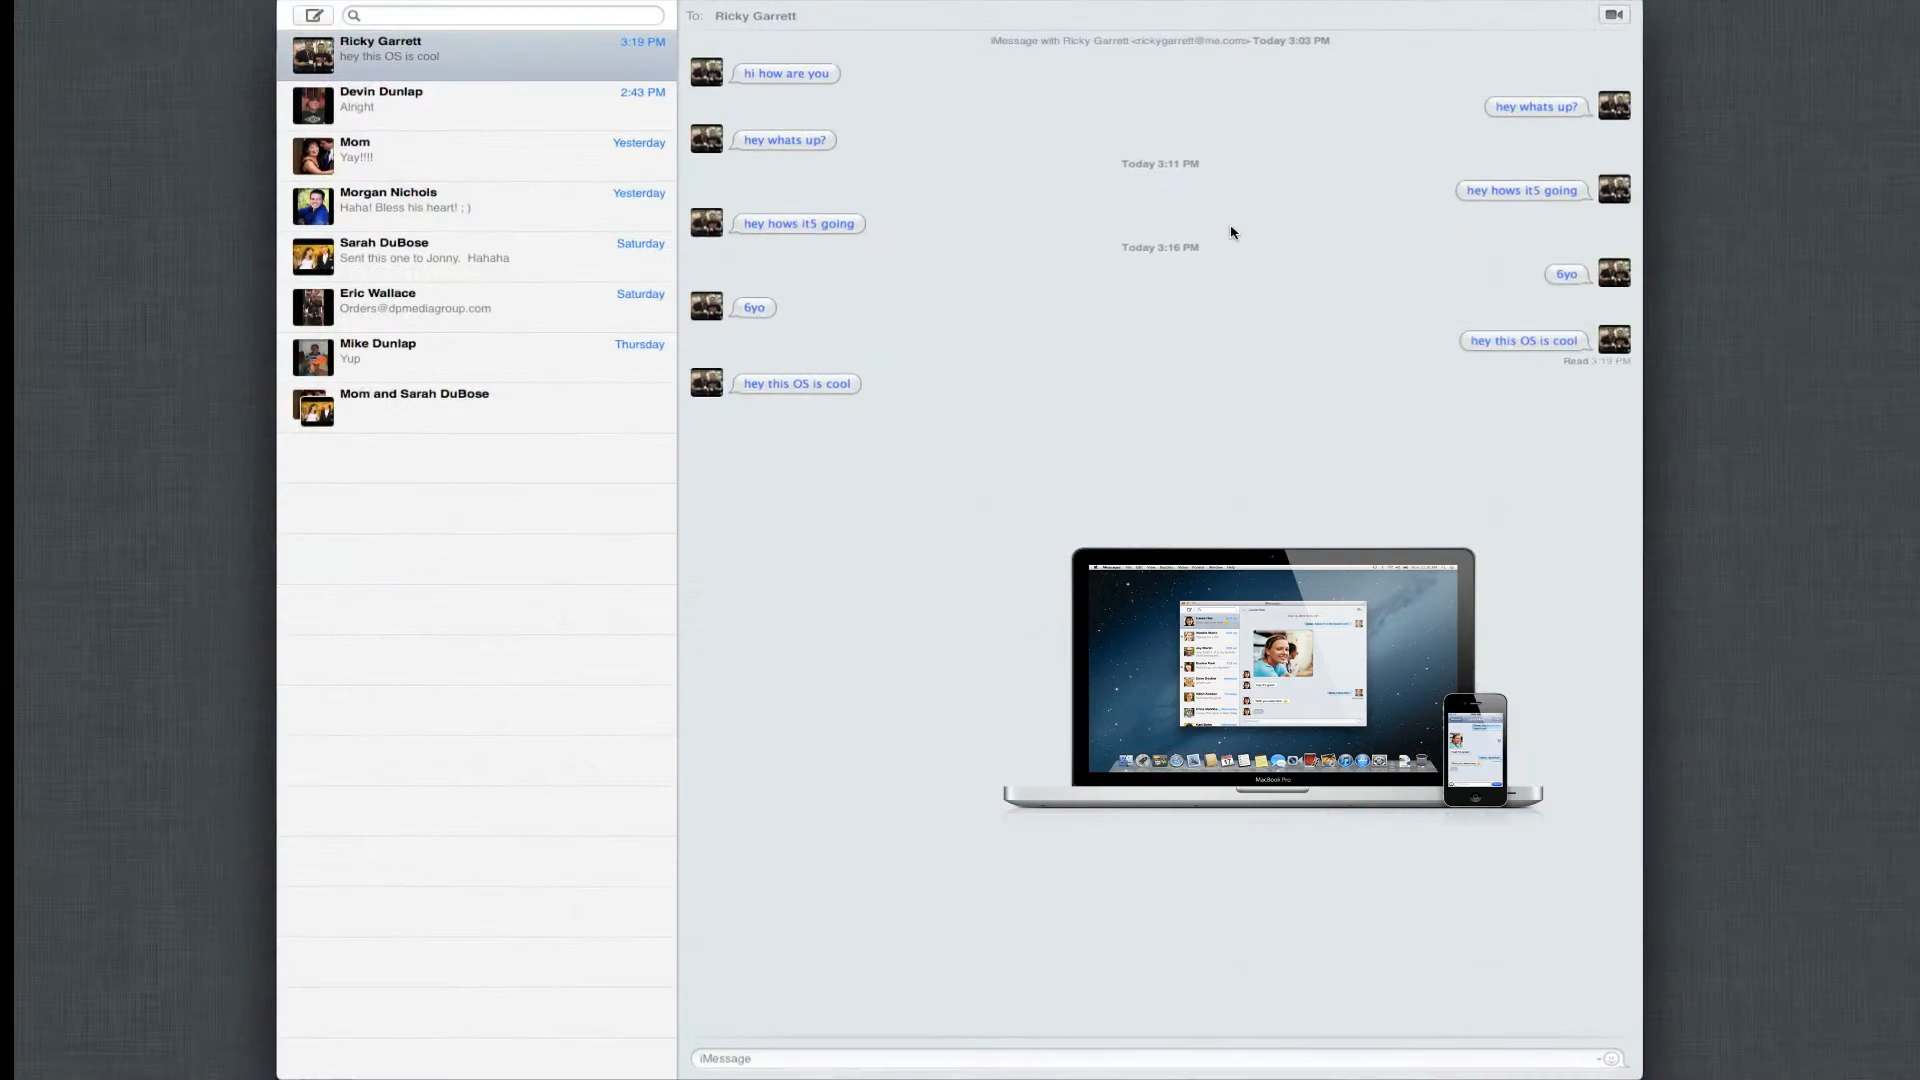 Ricky Garrett
3:19 PM
hey this OS is cool
Devin Dunlap
2:43 PM
Alright
Mom
Yesterday
Yay!!!!
Morgan Nichols
Yesterday
Haha! Bless his heart! ; )
Sarah DuBose
Saturday
Sent this one to Jonny.  Hahaha
Eric Wallace
Saturday
Orders@dpmediagroup.com
Mike Dunlap
Thursday
Yup
Mom and Sarah DuBose
To: Ricky Garrett
iMessage with Ricky Garrett <rickygarrett@me.com> Today 3:03 PM
hi how are you
hey whats up?
hey whats up?
Today 3:11 PM
hey hows it5 going
hey hows it5 going
Today 3:16 PM
6yo
6yo
hey this OS is cool
Read 3:19 PM
hey this OS is cool
MacBook Pro
iMessage